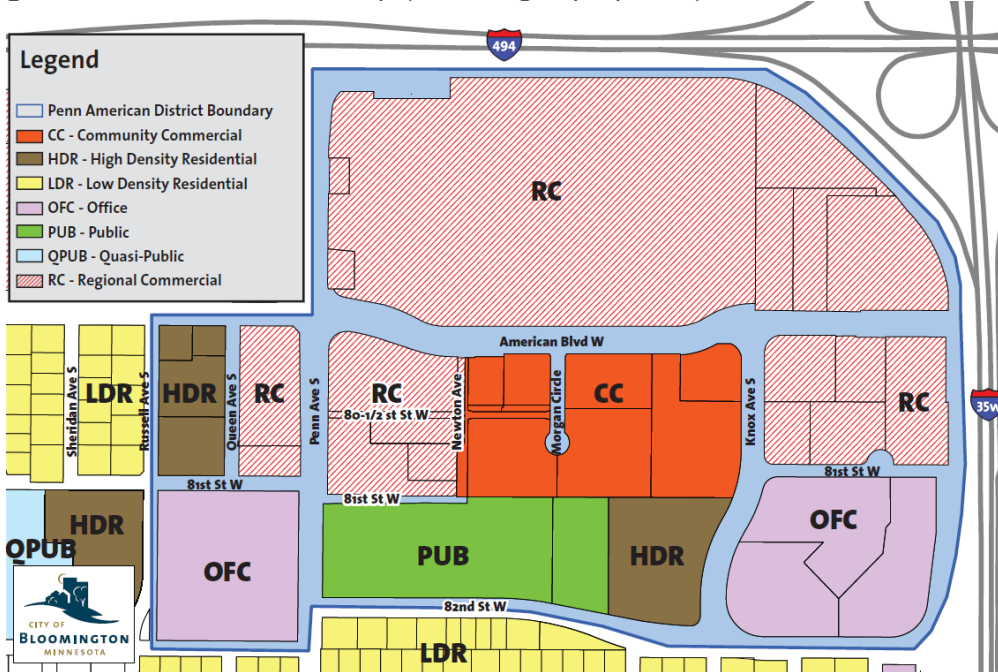 494
Legend
Penn American District Boundary
CC - Community Commercial
HDR - High Density Residential
LDR - Low Density Residential
OFC - Office
PUB - Public
QPUB - Quasi-Public
RC - Regional Commercial
RC
American Blvd W
Sheridan Ave S
LDR
Russell Ave S
HDR
Queen Ave S
RC
Penn Ave S
RC
80-1/2 st St W
Newton Ave
Morgan Circle
CC
Knox Ave S
RC
35W
81st St W
81st St W
81st St W
HDR
QPUB
OFC
PUB
HDR
OFC
82nd St W
LDR
CITY OF
BLOOMINGTON
MINNESOTA